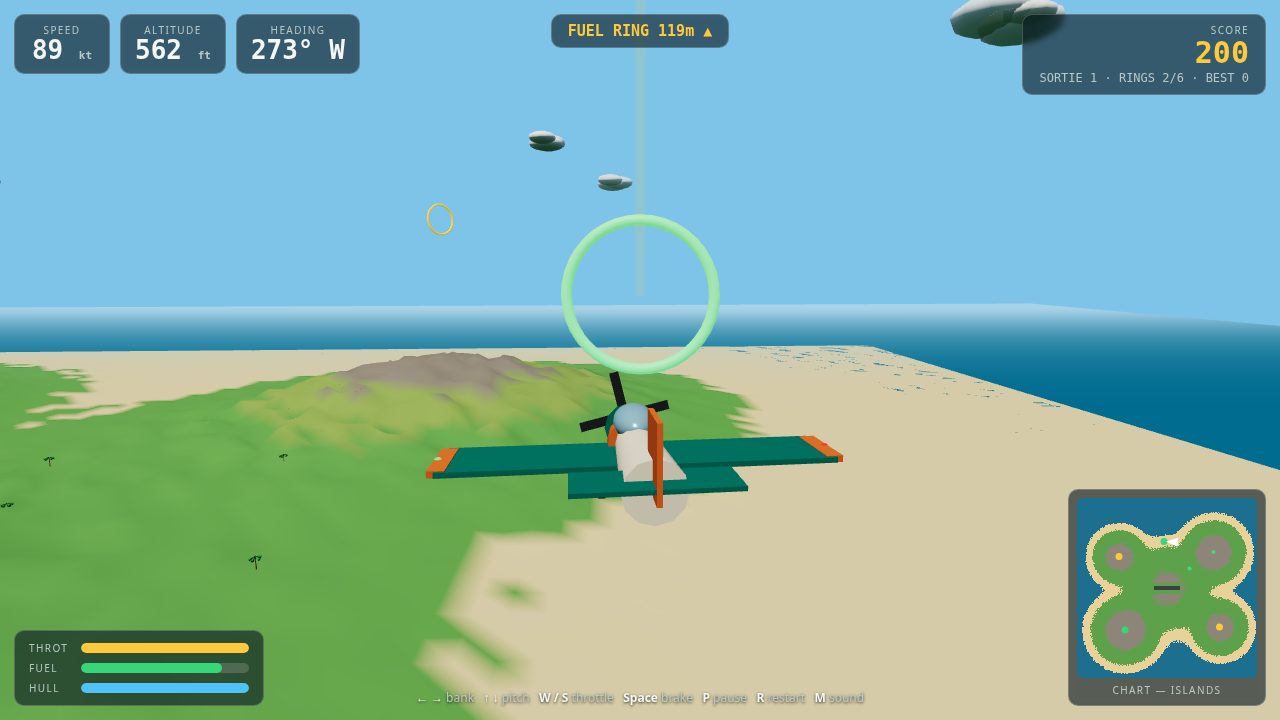 SPEED
89 kt
ALTITUDE
562 ft
HEADING
273° W
FUEL RING 119m ▲
SCORE
200
SORTIE 1 · RINGS 2/6 · BEST 0
THROT
FUEL
HULL
← → bank ↑ ↓ pitch W / S throttle Space brake P pause R restart M sound
CHART — ISLANDS